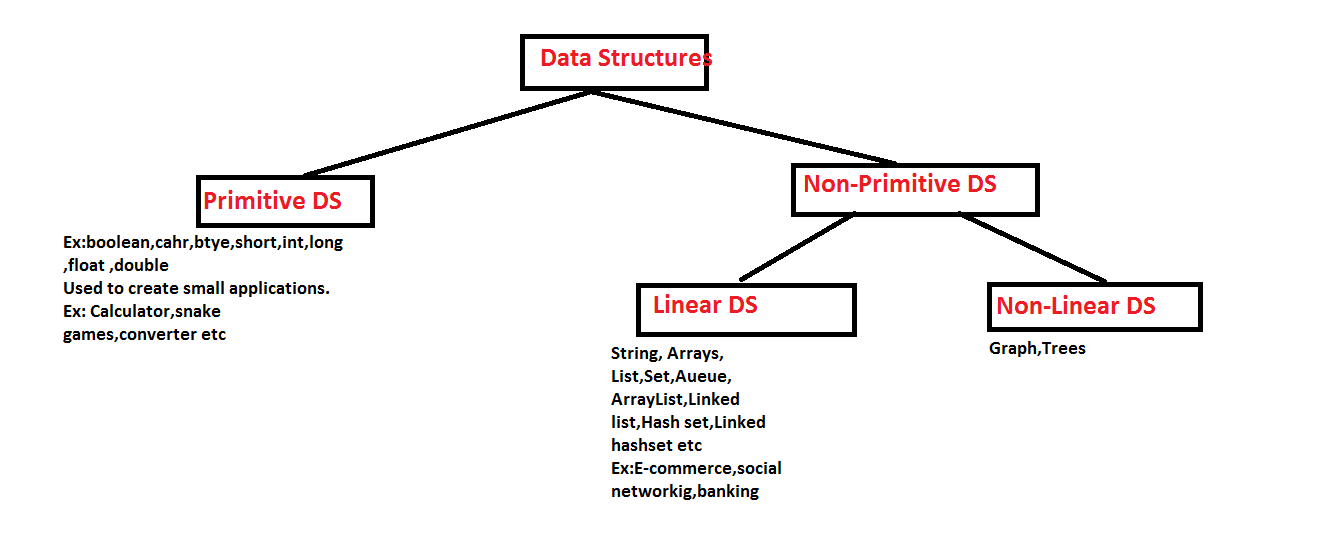 Data Structures
Primitive DS
Ex:boolean,cahr,btye,short,int,long
,float ,double
Used to create small applications.
Ex: Calculator,snake
games,converter etc
Non-Primitive DS
Linear DS
String, Arrays,
List,Set,Aueue,
ArrayList,Linked
list,Hash set,Linked
hashset etc
Ex:E-commerce,social
networkig,banking
Non-Linear DS
Graph,Trees